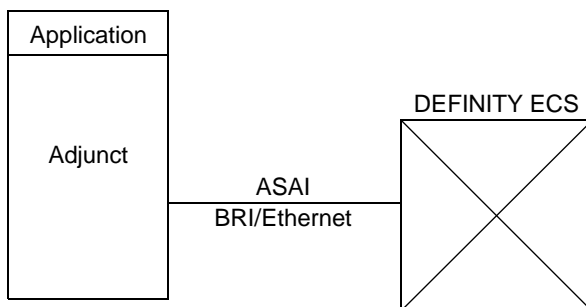 Application
Adjunct
DEFINITY ECS
ASAI
BRI/Ethernet